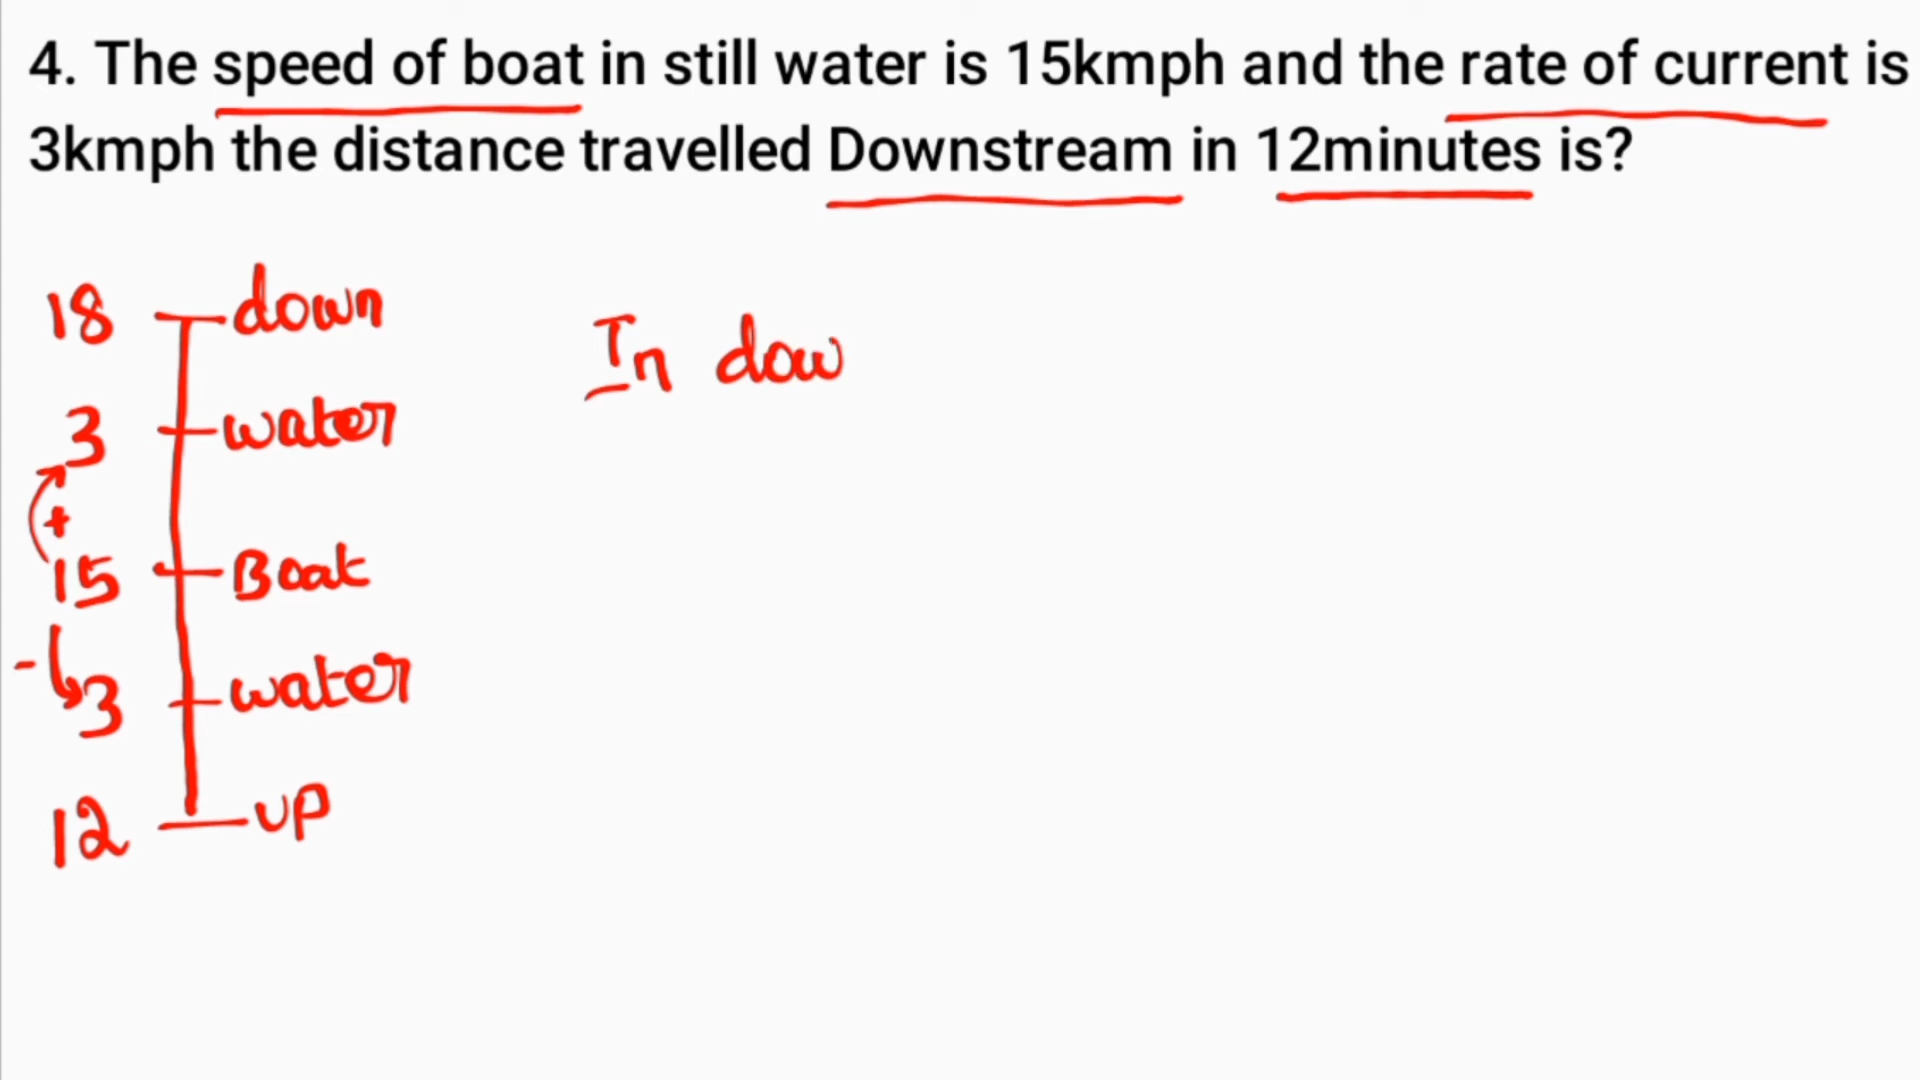 4. The speed of boat in still water is 15kmph and the rate of current is
3kmph the distance travelled Downstream in 12minutes is?
18 down
In dow
3 water
+
15 Boat
-
3 water
12 up